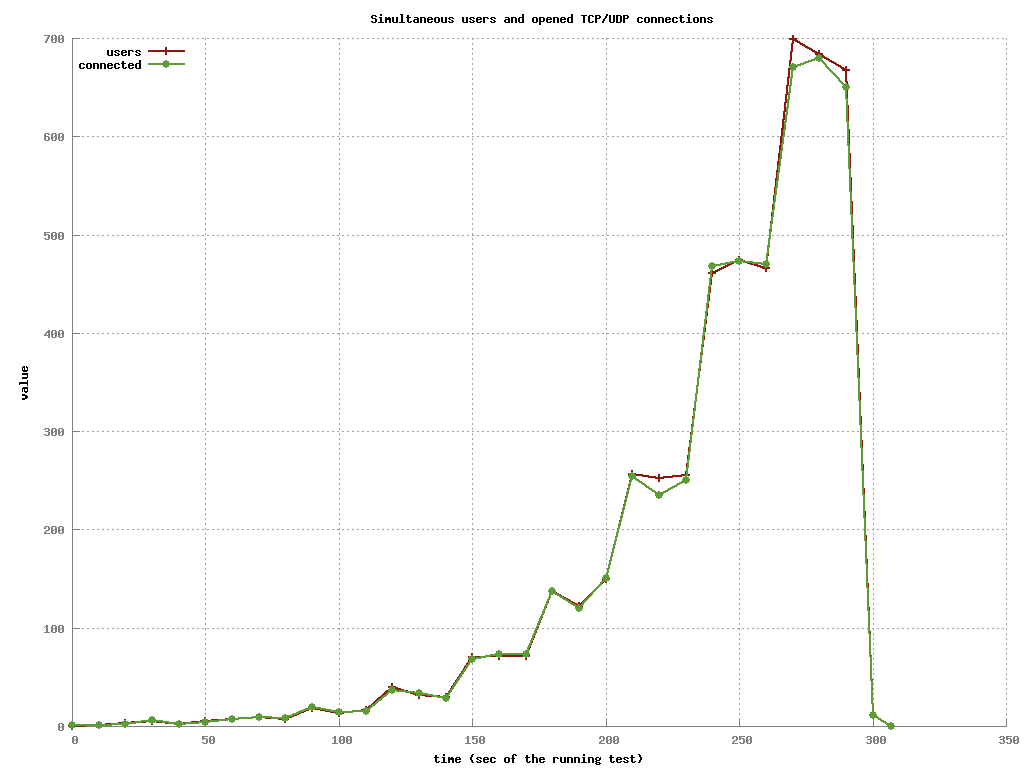 Simultaneous users and opened TCP/UDP connections
700
users
connected
600
500
400
value
300
200
100
0
0 50 100 150 200 250 300 350
time (sec of the running test)